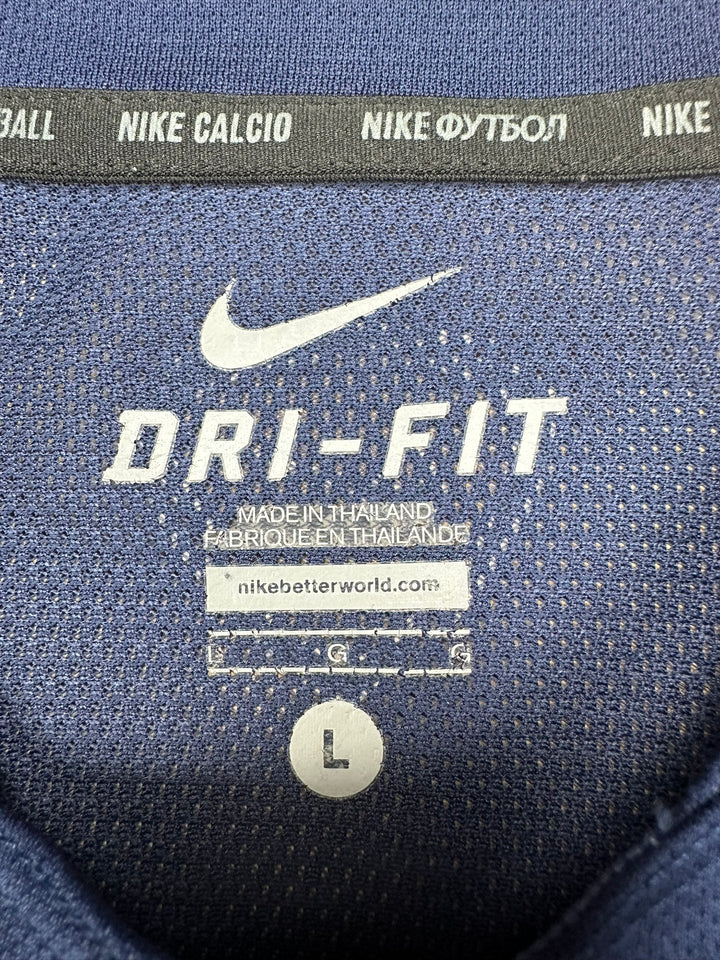 BALL NIKE CALCIO NIKE ФУТБОЛ NIKE
DRI-FIT
MADE IN THAILAND
FABRIQUE EN THAILANDE
nikebetterworld.com
G G
L